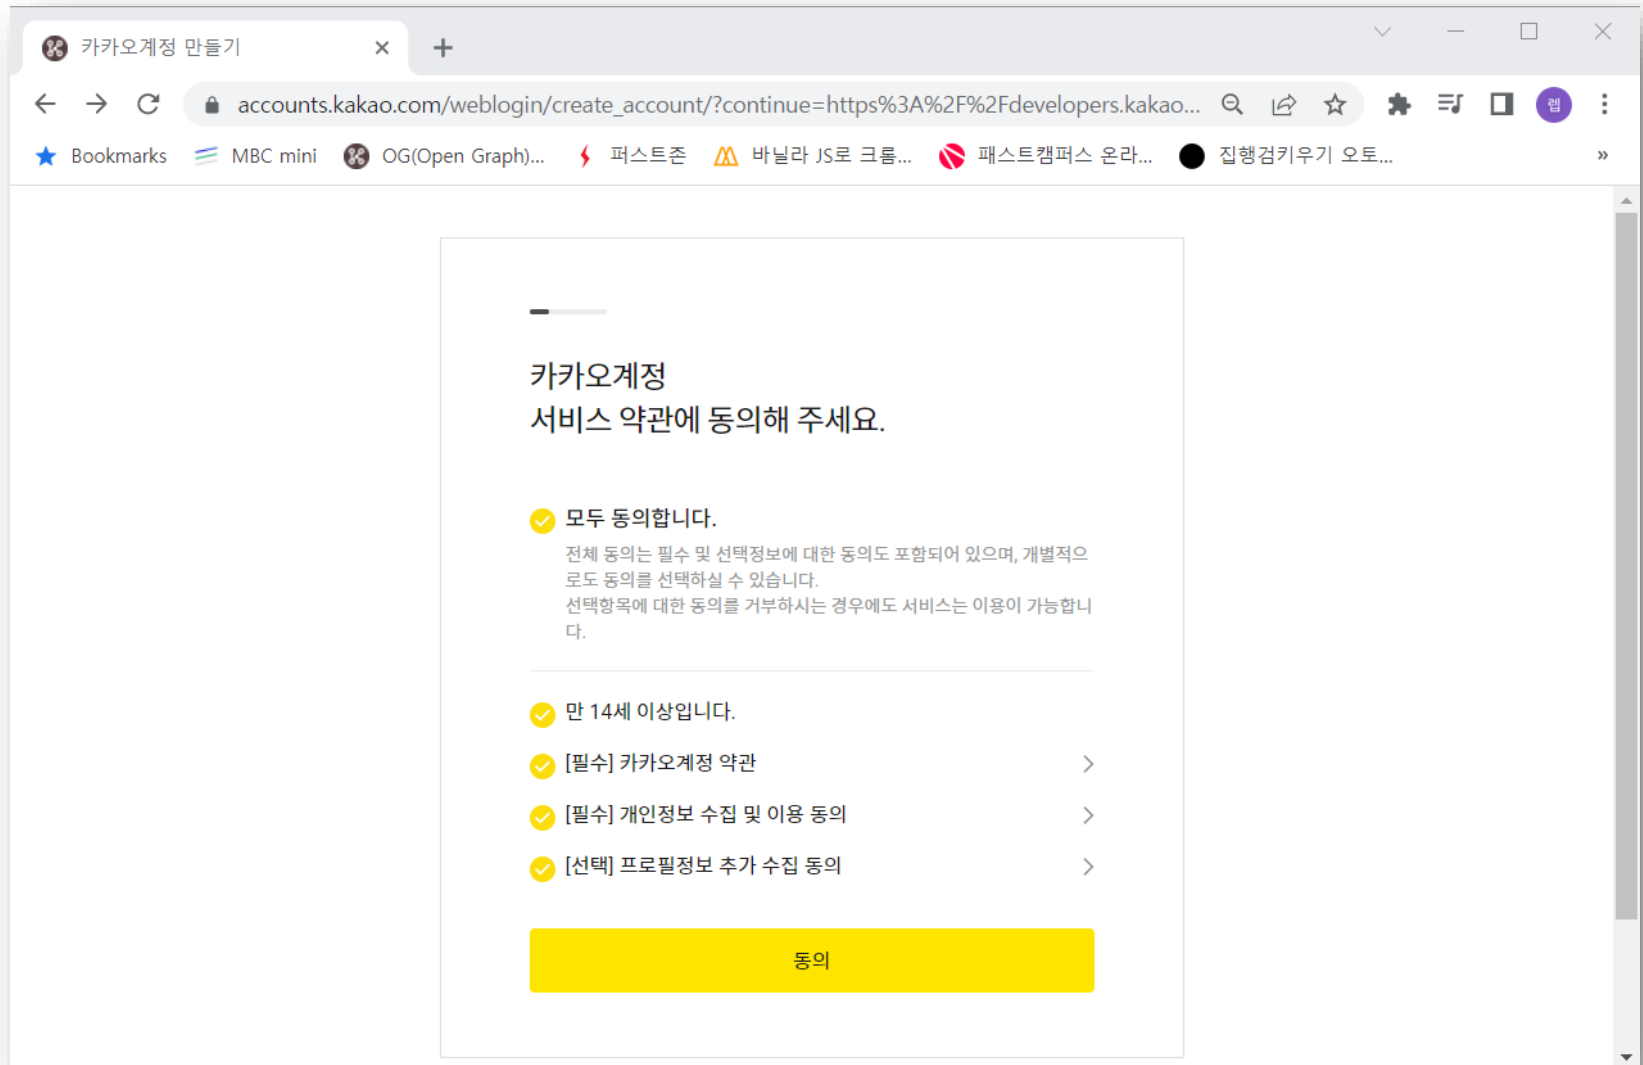 카카오계정 만들기
accounts.kakao.com/weblogin/create_account/?continue=https%3A%2F%2Fdevelopers.kakao...
렙
Bookmarks MBC mini OG(Open Graph)... 퍼스트존 바닐라 JS로 크롬... 패스트캠퍼스 온라... 집행검키우기 오토... »
카카오계정
서비스 약관에 동의해 주세요.
모두 동의합니다.
전체 동의는 필수 및 선택정보에 대한 동의도 포함되어 있으며, 개별적으
로도 동의를 선택하실 수 있습니다.
선택항목에 대한 동의를 거부하시는 경우에도 서비스는 이용이 가능합니
다.
만 14세 이상입니다.
[필수] 카카오계정 약관
[필수] 개인정보 수집 및 이용 동의
[선택] 프로필정보 추가 수집 동의
동의